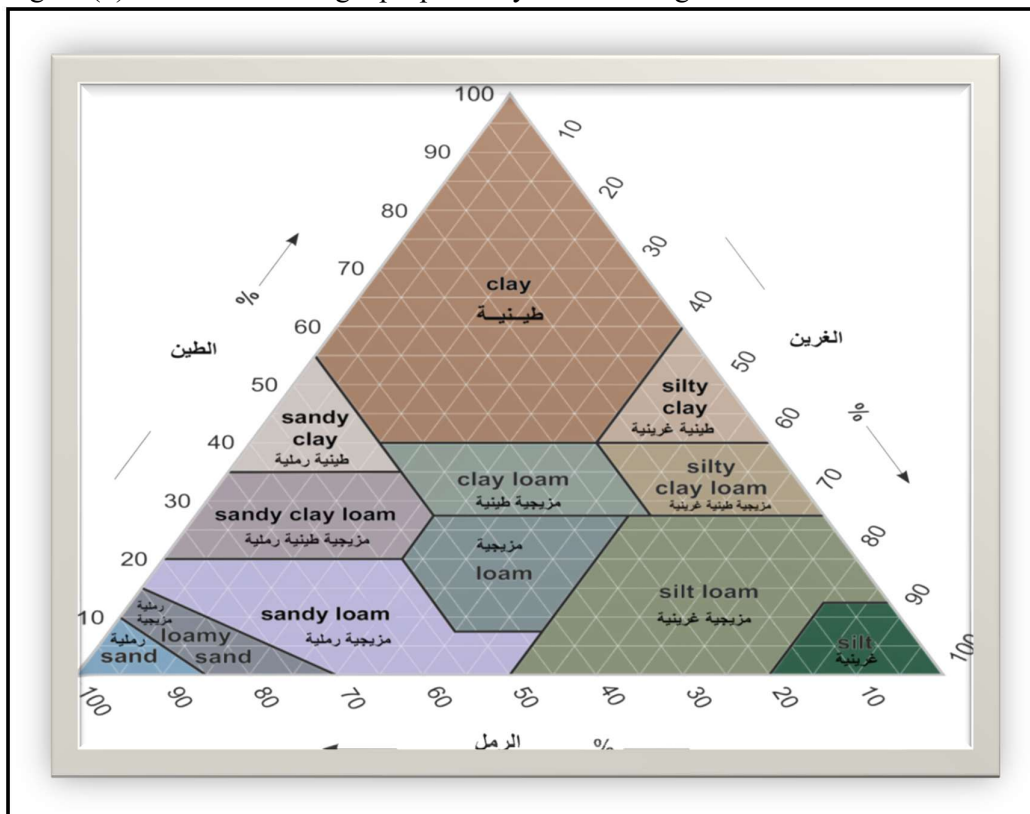 100
90
10
80
20
70
30
clay
طينية
60
40
%
الطين
الغرين
50
50
silty
clay
طينية غرينية
sandy
clay
طينية رملية
40
60
%
clay loam
مزيجية طينية
silty
clay loam
مزيجية طينية غرينية
30
70
sandy clay loam
مزيجية طينية رملية
مزيجية
loam
20
80
silt loam
مزيجية غرينية
sandy loam
مزيجية رملية
90
10
رملية
مزيجية
loamy
sand
رملية
sand
silt
غرينية
100
100
90
80
70
60
50
40
30
20
10
الرمل
%